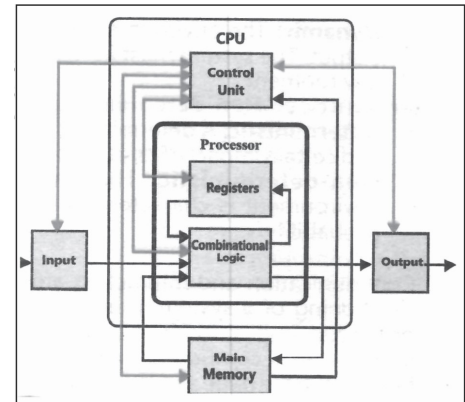 CPU
Control
Unit
Processor
Registers
Combinational
Logic
Input
Output
Main
Memory